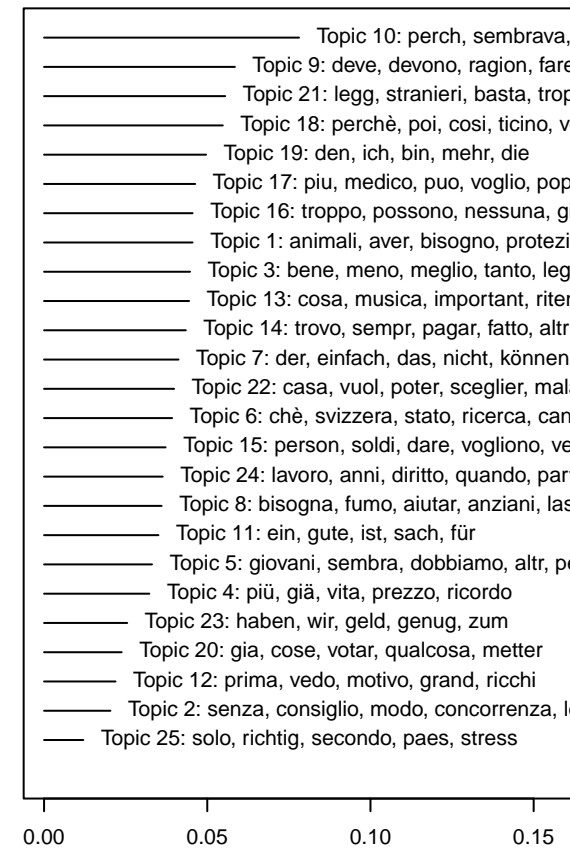 Topic 10: perch, sembrava,
Topic 9: deve, devono, ragion, fare
Topic 21: legg, stranieri, basta, trop
Topic 18: perchè, poi, cosi, ticino, v
Topic 19: den, ich, bin, mehr, die
Topic 17: piu, medico, puo, voglio, pop
Topic 16: troppo, possono, nessuna, gi
Topic 1: animali, aver, bisogno, protezi
Topic 3: bene, meno, meglio, tanto, leg
Topic 13: cosa, musica, important, riten
Topic 14: trovo, sempr, pagar, fatto, altr
Topic 7: der, einfach, das, nicht, können
Topic 22: casa, vuol, poter, sceglier, mala
Topic 6: chè, svizzera, stato, ricerca, can
Topic 15: person, soldi, dare, vogliono, ve
Topic 24: lavoro, anni, diritto, quando, par
Topic 8: bisogna, fumo, aiutar, anziani, las
Topic 11: ein, gute, ist, sach, für
Topic 5: giovani, sembra, dobbiamo, altr, pe
Topic 4: più, già, vita, prezzo, ricordo
Topic 23: haben, wir, geld, genug, zum
Topic 20: gia, cose, votar, qualcosa, metter
Topic 12: prima, vedo, motivo, grand, ricchi
Topic 2: senza, consiglio, modo, concorrenza, l
Topic 25: solo, richtig, secondo, paes, stress
0.00 0.05 0.10 0.15